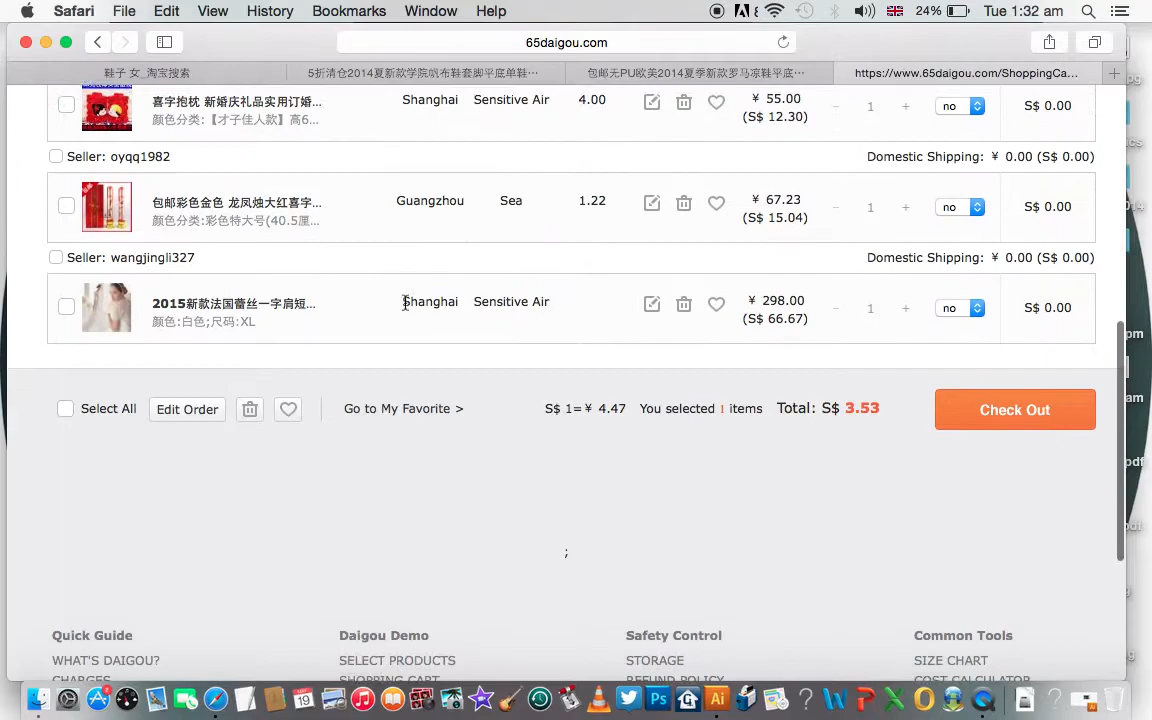 Safari File Edit View History Bookmarks Window Help 24% Tue 1:32 am
65daigou.com
鞋子 女_淘宝搜索 5折清仓2014夏新款学院帆布鞋套脚平底单鞋… 包邮无PU欧美2014夏季新款罗马凉鞋平底… https://www.65daigou.com/ShoppingCa...
喜字抱枕 新婚庆礼品实用订婚... Shanghai Sensitive Air 4.00 ¥ 55.00 - 1 + no S$ 0.00
颜色分类:【才子佳人款】高6... (S$ 12.30)
Seller: oyqq1982 Domestic Shipping: ¥ 0.00 (S$ 0.00)
包邮彩色金色 龙凤烛大红喜字... Guangzhou Sea 1.22 ¥ 67.23 - 1 + no S$ 0.00
颜色分类:彩色特大号(40.5厘... (S$ 15.04)
Seller: wangjingli327 Domestic Shipping: ¥ 0.00 (S$ 0.00)
2015新款法国蕾丝一字肩短... Shanghai Sensitive Air ¥ 298.00 - 1 + no S$ 0.00
颜色:白色;尺码:XL (S$ 66.67)
Select All Edit Order Go to My Favorite > S$ 1=¥ 4.47 You selected 1 items Total: S$ 3.53 Check Out
;
Quick Guide Daigou Demo Safety Control Common Tools
WHAT'S DAIGOU? SELECT PRODUCTS STORAGE SIZE CHART
CHARGES SHOPPING CART REFUND POLICY COST CALCULATOR